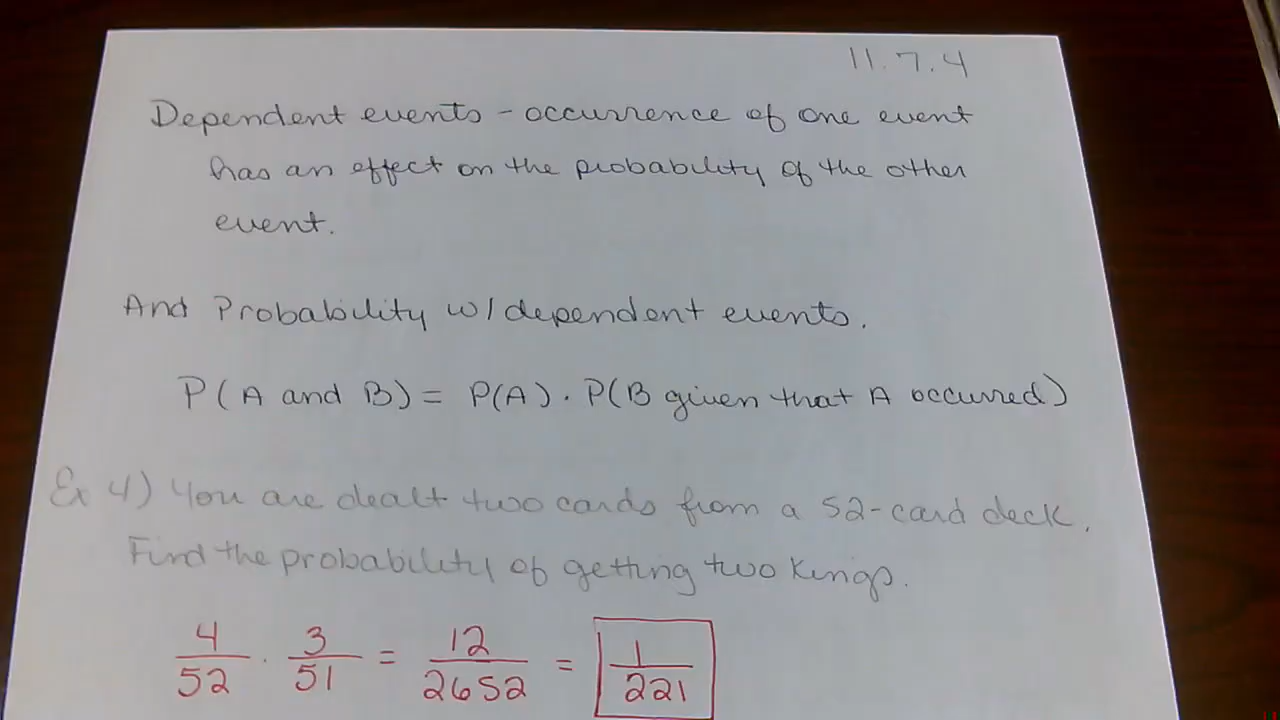 11.7.4
Dependent events - occurrence of one event
has an effect on the probability of the other
event.
And Probability w/dependent events.
P(A and B) = P(A) · P(B given that A occurred)
Ex 4) You are dealt two cards from a 52-card deck.
Find the probability of getting two kings.
4/52 · 3/51 = 12/2652 = 1/221